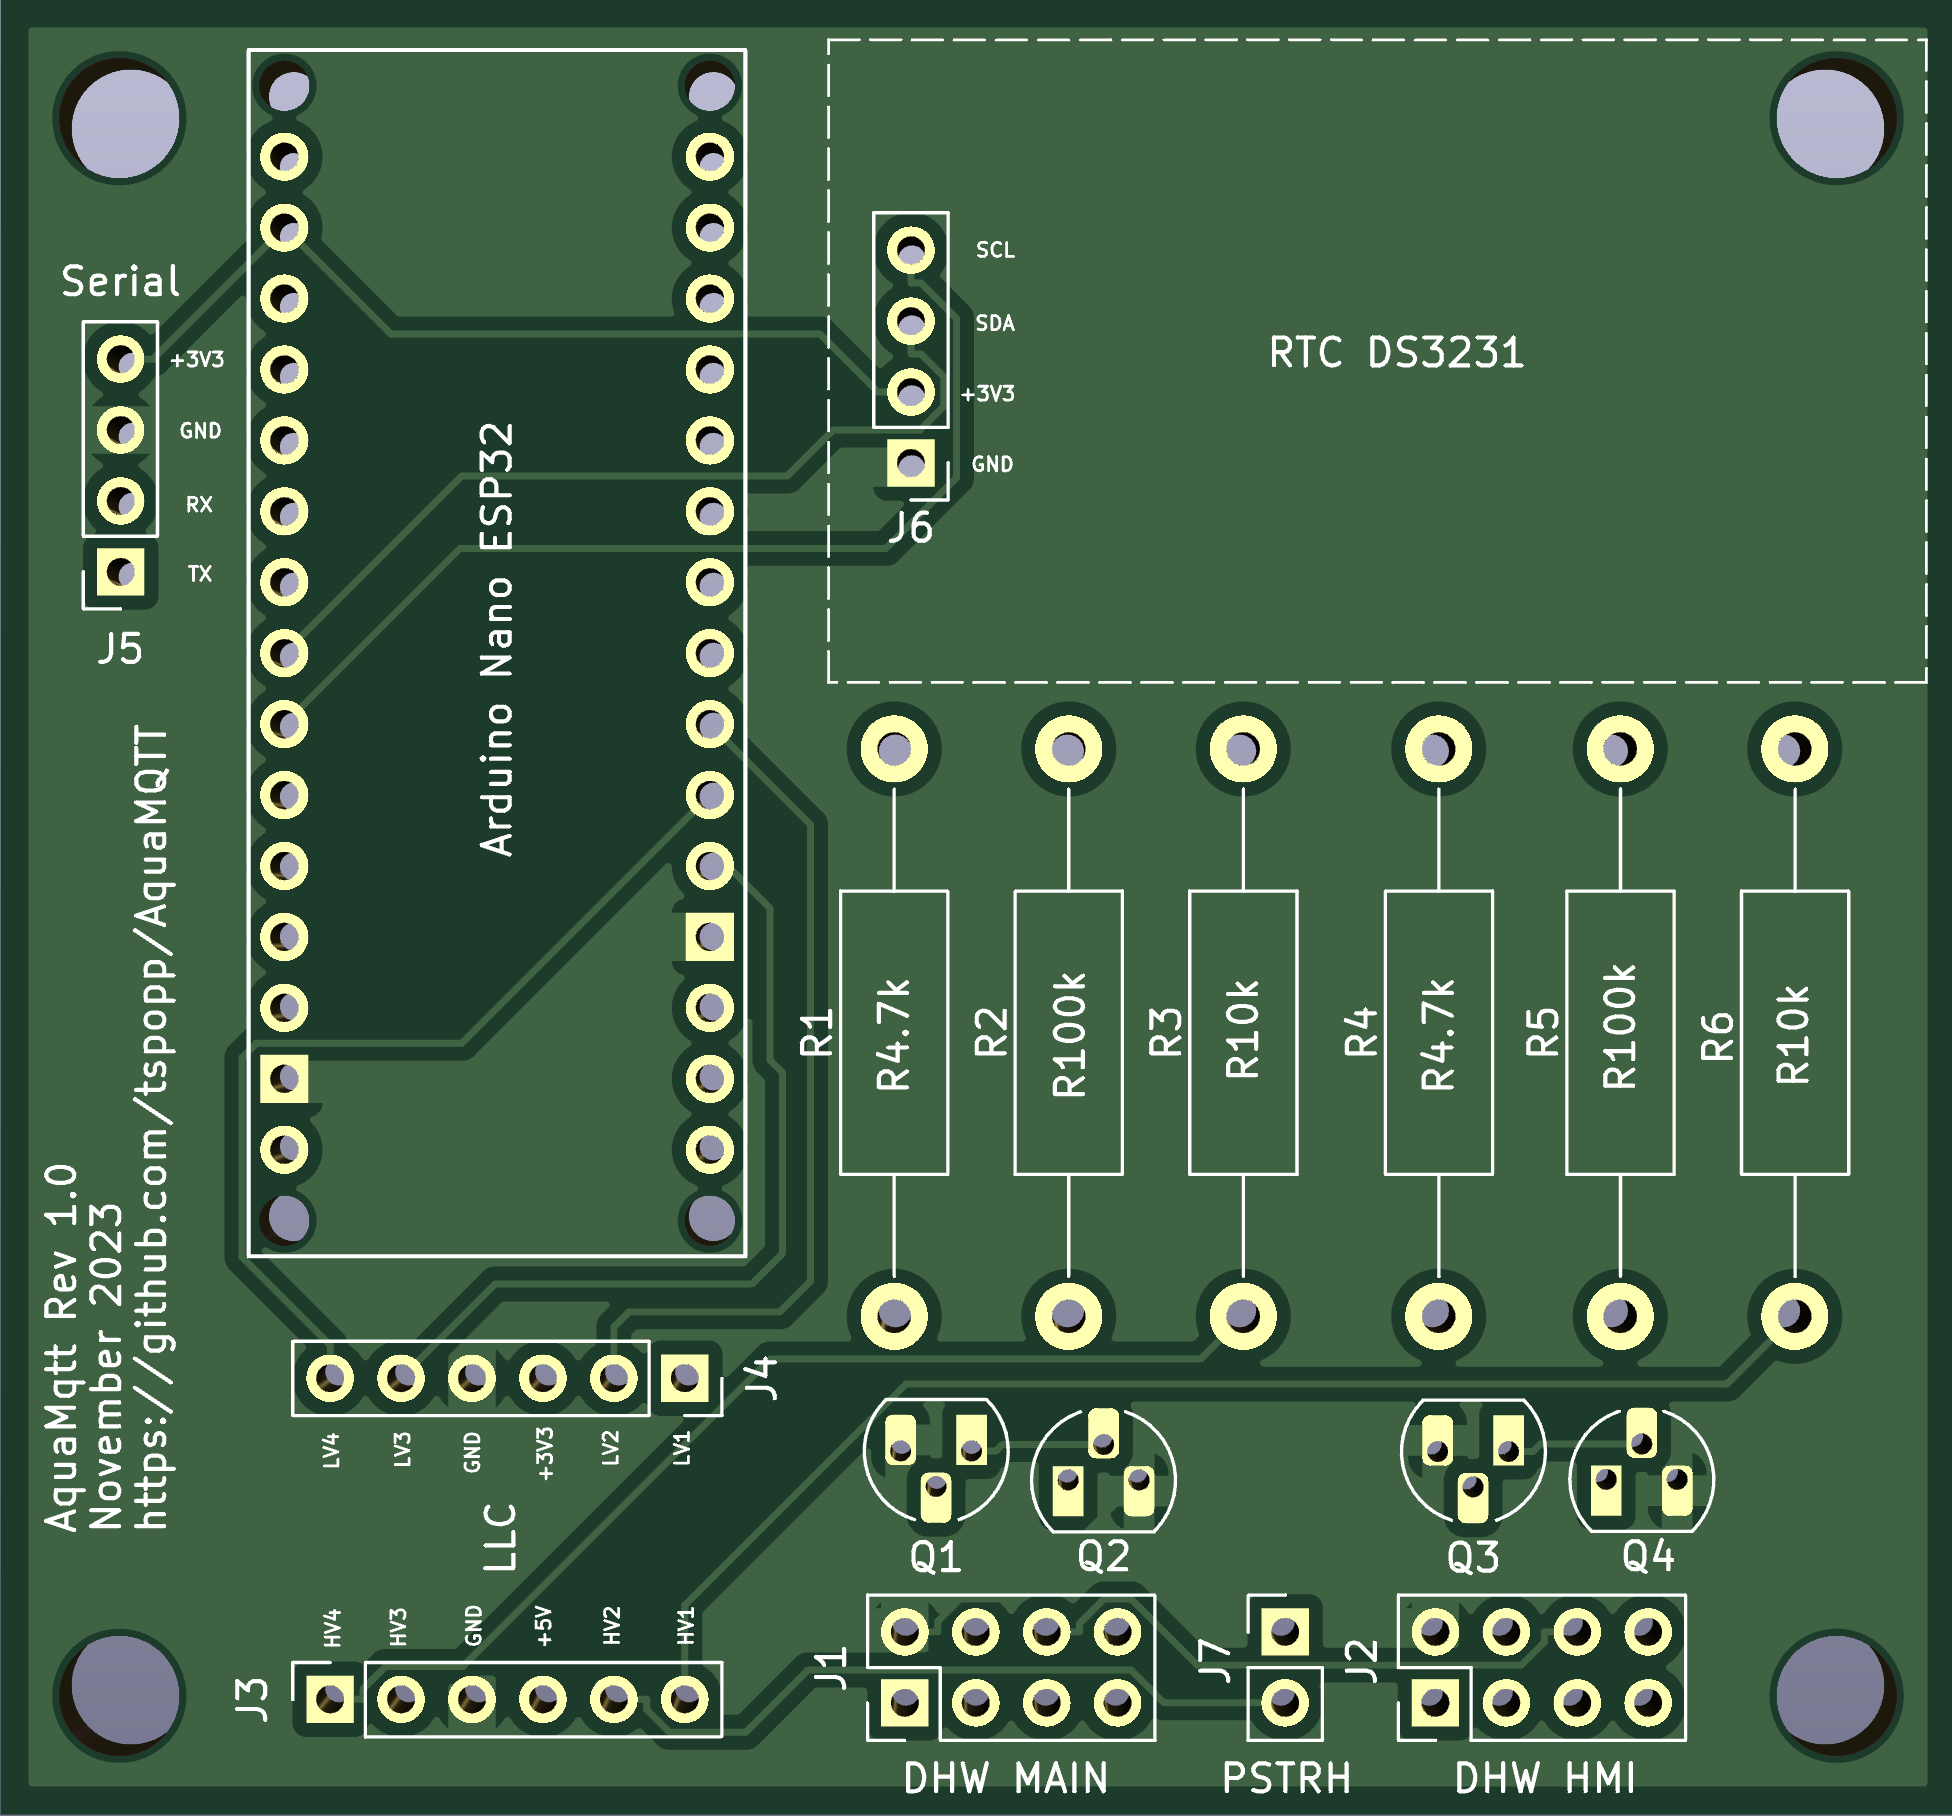 Serial
+3V3
GND
RX
TX
J5
Arduino Nano ESP32
SCL
SDA
+3V3
GND
J6
RTC DS3231
AquaMqtt Rev 1.0
November 2023
https://github.com/tspopp/AquaMQTT
R1
R4.7k
R2
R100k
R3
R10k
R4
R4.7k
R5
R100k
R6
R10k
J4
LV4
LV3
GND
+3V3
LV2
LV1
LLC
HV4
HV3
GND
+5V
HV2
HV1
J3
Q1
Q2
Q3
Q4
J1
J7
J2
DHW MAIN
PSTRH
DHW HMI